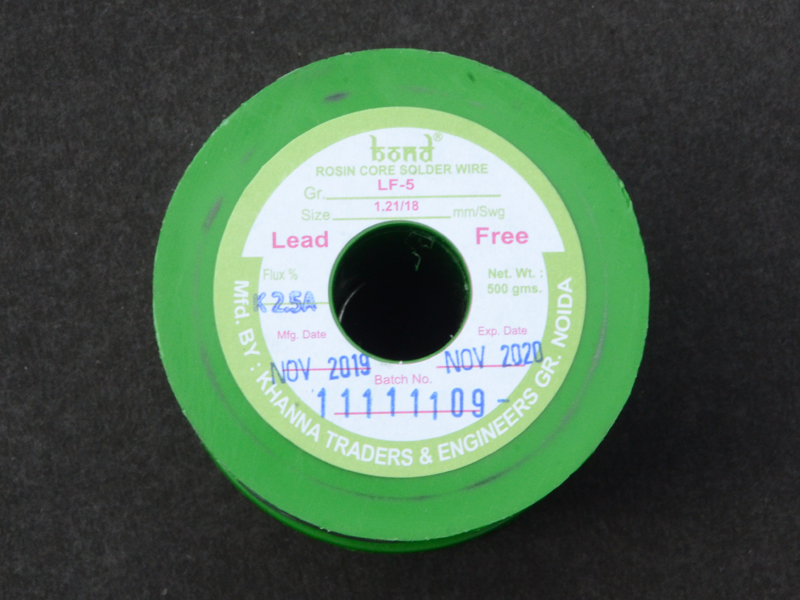 bond®
ROSIN CORE SOLDER WIRE
Gr. LF-5
Size 1.21/18 mm/Swg
Lead Free
Flux %
K 2.5A
Net. Wt. :
500 gms.
Mfg. Date
NOV 2019
Exp. Date
NOV 2020
Batch No.
11111109-
Mfd. BY : KHANNA TRADERS & ENGINEERS GR. NOIDA